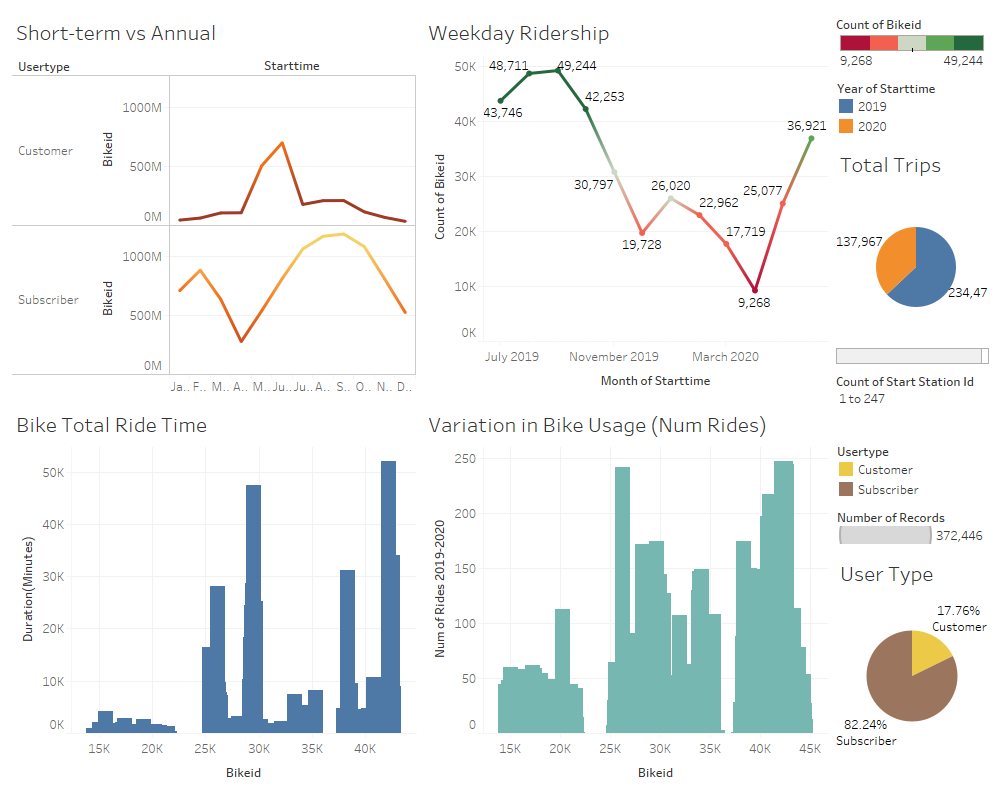 Short-term vs Annual
Usertype
Starttime
Customer
Bikeid
1000M
500M
0M
Subscriber
Bikeid
1000M
500M
0M
Ja.. F.. M.. A.. M.. Ju.. Ju.. A.. S.. O.. N.. D..
Weekday Ridership
Count of Bikeid
50K
40K
30K
20K
10K
0K
43,746
48,711
49,244
42,253
30,797
19,728
26,020
22,962
17,719
9,268
25,077
36,921
July 2019
November 2019
March 2020
Month of Starttime
Count of Bikeid
9,268
49,244
Year of Starttime
2019
2020
Total Trips
137,967
234,47
Count of Start Station Id
1 to 247
Bike Total Ride Time
Duration(Minutes)
50K
40K
30K
20K
10K
0K
15K
20K
25K
30K
35K
40K
Bikeid
Variation in Bike Usage (Num Rides)
Num of Rides 2019-2020
250
200
150
100
50
0
15K
20K
25K
30K
35K
40K
45K
Bikeid
Usertype
Customer
Subscriber
Number of Records
372,446
User Type
17.76%
Customer
82.24%
Subscriber